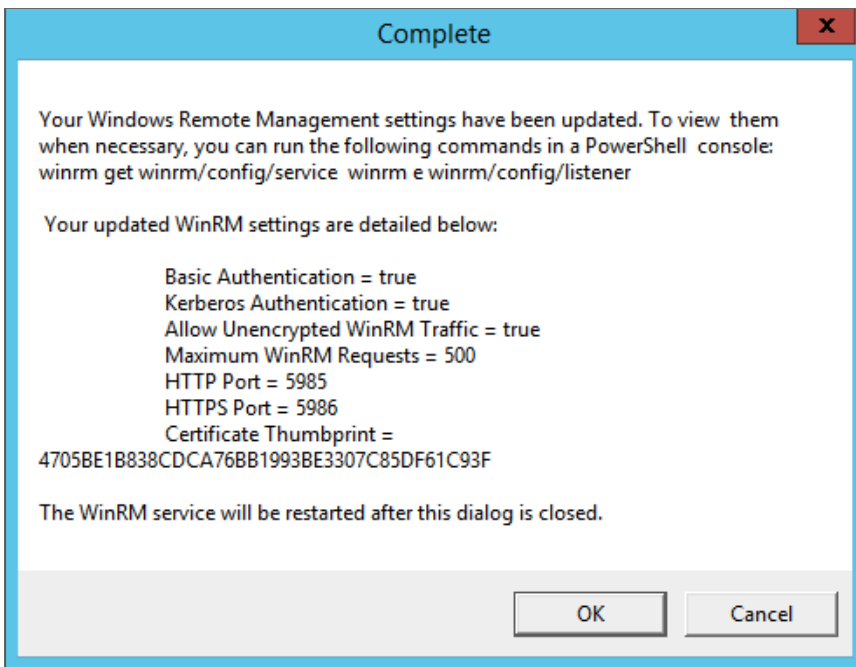 Complete
x
Your Windows Remote Management settings have been updated. To view  them
when necessary, you can run the following commands in a PowerShell  console:
winrm get winrm/config/service  winrm e winrm/config/listener
Your updated WinRM settings are detailed below:
Basic Authentication = true
Kerberos Authentication = true
Allow Unencrypted WinRM Traffic = true
Maximum WinRM Requests = 500
HTTP Port = 5985
HTTPS Port = 5986
Certificate Thumbprint =
4705BE1B838CDCA76BB1993BE3307C85DF61C93F
The WinRM service will be restarted after this dialog is closed.
OK
Cancel